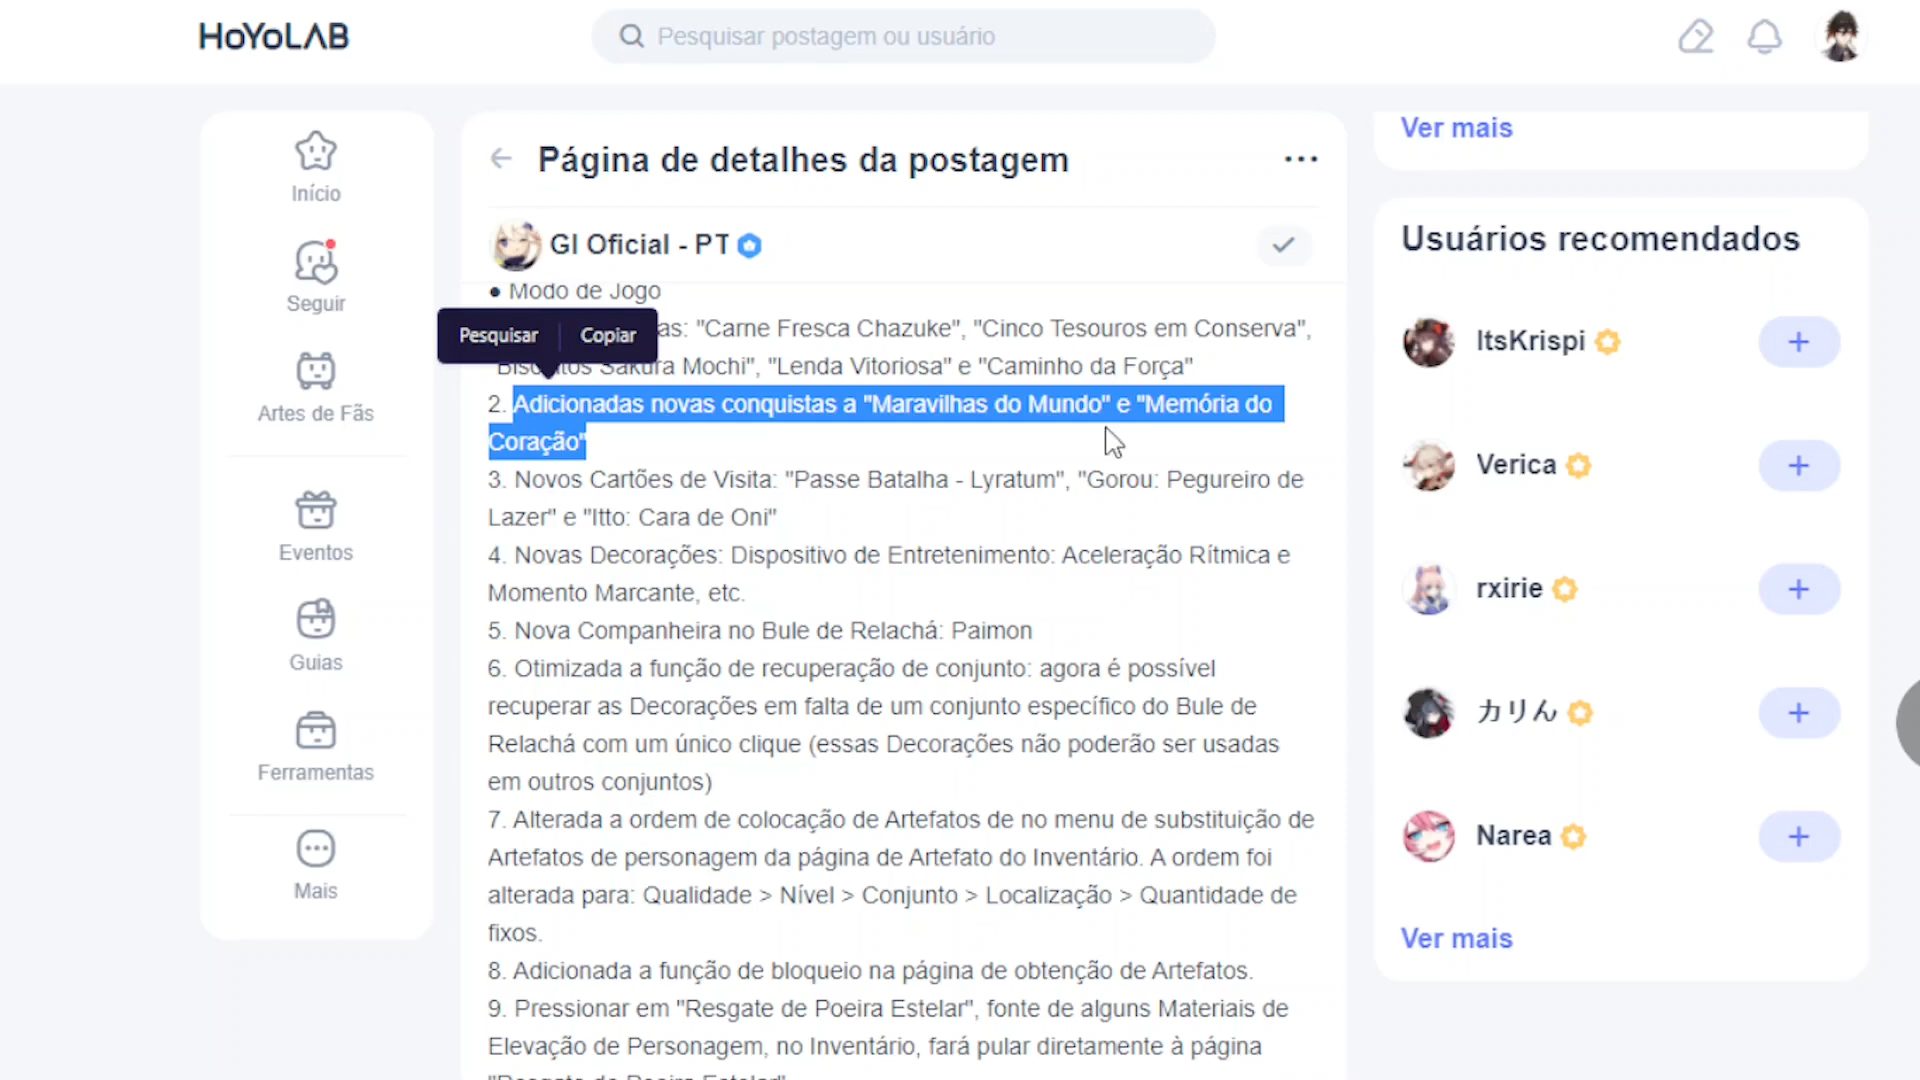 HoYoLAB
Pesquisar postagem ou usuário
Início
Seguir
Artes de Fãs
Eventos
Guias
Ferramentas
Mais
Página de detalhes da postagem
GI Oficial - PT
• Modo de Jogo
Pesquisar
Copiar
as: "Carne Fresca Chazuke", "Cinco Tesouros em Conserva",
"Biscoitos Sakura Mochi", "Lenda Vitoriosa" e "Caminho da Força"
2. Adicionadas novas conquistas a "Maravilhas do Mundo" e "Memória do
Coração"
3. Novos Cartões de Visita: "Passe Batalha - Lyratum", "Gorou: Pegureiro de
Lazer" e "Itto: Cara de Oni"
4. Novas Decorações: Dispositivo de Entretenimento: Aceleração Rítmica e
Momento Marcante, etc.
5. Nova Companheira no Bule de Relachá: Paimon
6. Otimizada a função de recuperação de conjunto: agora é possível
recuperar as Decorações em falta de um conjunto específico do Bule de
Relachá com um único clique (essas Decorações não poderão ser usadas
em outros conjuntos)
7. Alterada a ordem de colocação de Artefatos de no menu de substituição de
Artefatos de personagem da página de Artefato do Inventário. A ordem foi
alterada para: Qualidade > Nível > Conjunto > Localização > Quantidade de
fixos.
8. Adicionada a função de bloqueio na página de obtenção de Artefatos.
9. Pressionar em "Resgate de Poeira Estelar", fonte de alguns Materiais de
Elevação de Personagem, no Inventário, fará pular diretamente à página
"Resgate de Poeira Estelar"
Ver mais
Usuários recomendados
ItsKrispi
Verica
rxirie
カリん
Narea
Ver mais